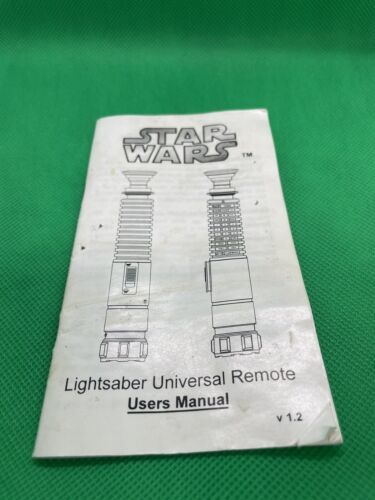 STAR
WARS ™
Lightsaber Universal Remote
Users Manual
v 1.2